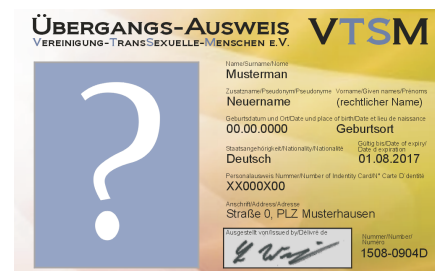 Übergangs-Ausweis VTSM
Vereinigung-TransSexuelle-Menschen e.V.
Name/Surname/Nome
Musterman
Zusatzname/Pseudonym/Pseudonyme Vorname/Given names/Prénoms
Neuername (rechtlicher Name)
Geburtsdatum und Ort/Date und place of birth/Date et lieu de naissance
00.00.0000 Geburtsort
Staatsangehörigkeit/Nationality/Nationalité Gültig bis/Date of expiry/
Date d expiration
Deutsch 01.08.2017
Personalausweis Nummer/Number of Indentity Card/N° Carte D'dentité
XX000X00
Anschrift/Address/Adresse
Straße 0, PLZ Musterhausen
Ausgestellt von/Issued by/Délivré de
Nummer/Number/
Numéro
1508-0904D
?